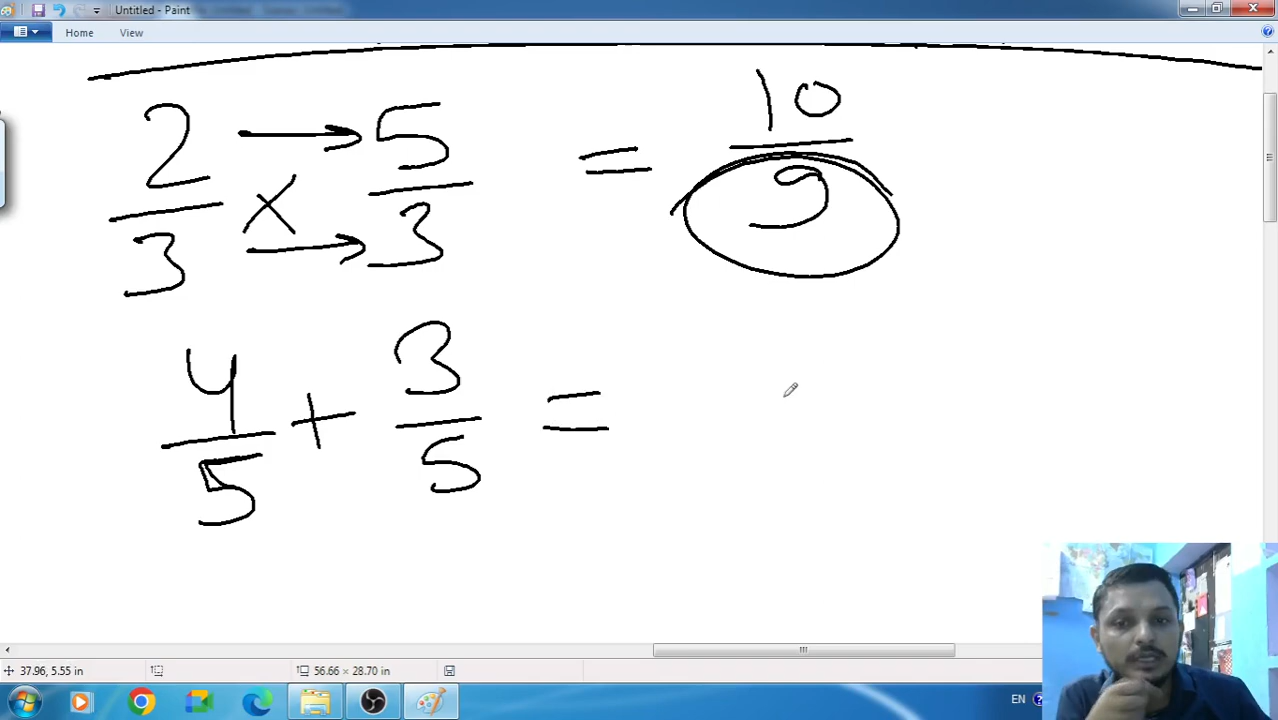 Untitled - Paint
Home View
2/3 × 5/3 = 10/9
4/5 + 3/5 =
37.96, 5.55 in 56.66 × 28.70 in
EN